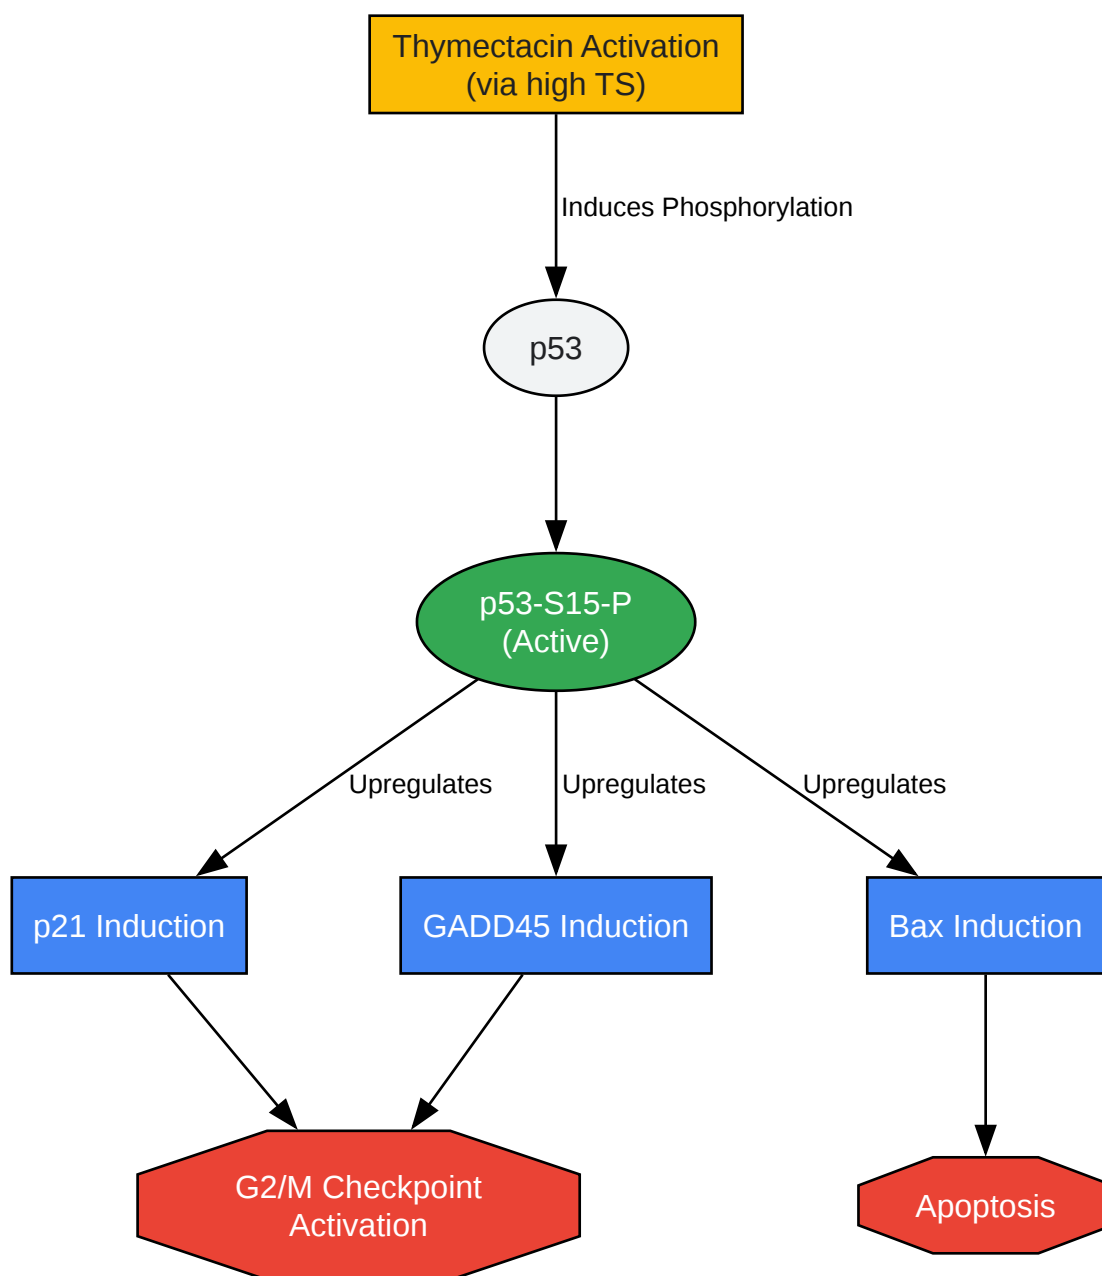 Thymectacin Activation
(via high TS)
Induces Phosphorylation
p53
p53-S15-P
(Active)
Upregulates
Upregulates
Upregulates
p21 Induction
GADD45 Induction
Bax Induction
G2/M Checkpoint
Activation
Apoptosis